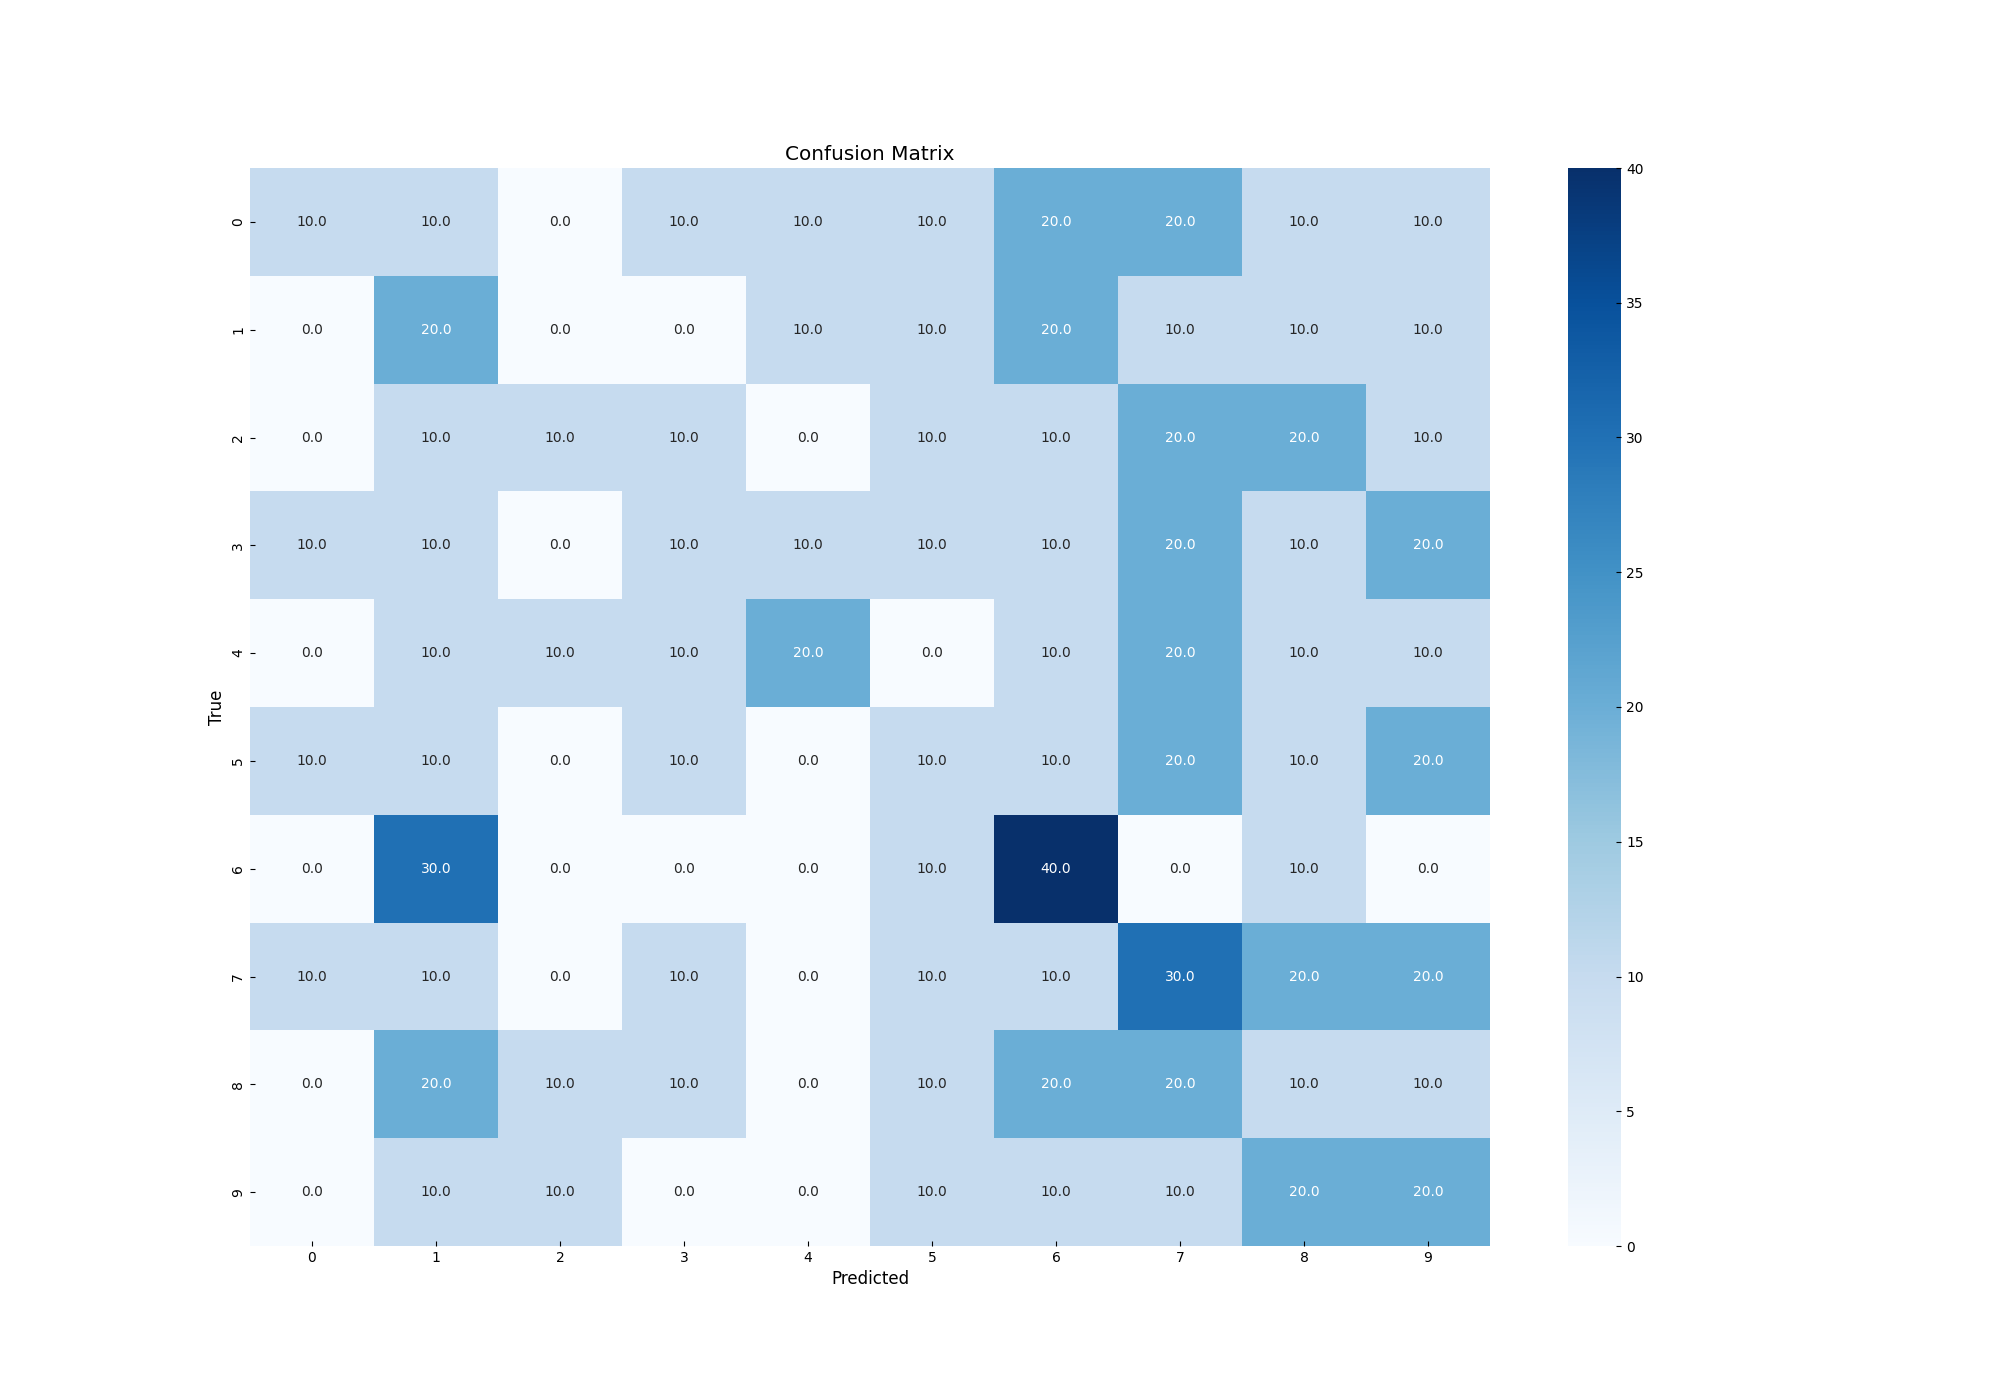 Confusion Matrix
0 10.0 10.0 0.0 10.0 10.0 10.0 20.0 20.0 10.0 10.0
1 0.0 20.0 0.0 0.0 10.0 10.0 20.0 10.0 10.0 10.0
2 0.0 10.0 10.0 10.0 0.0 10.0 10.0 20.0 20.0 10.0
3 10.0 10.0 0.0 10.0 10.0 10.0 10.0 20.0 10.0 20.0
4 0.0 10.0 10.0 10.0 20.0 0.0 10.0 20.0 10.0 10.0
5 10.0 10.0 0.0 10.0 0.0 10.0 10.0 20.0 10.0 20.0
6 0.0 30.0 0.0 0.0 0.0 10.0 40.0 0.0 10.0 0.0
7 10.0 10.0 0.0 10.0 0.0 10.0 10.0 30.0 20.0 20.0
8 0.0 20.0 10.0 10.0 0.0 10.0 20.0 20.0 10.0 10.0
9 0.0 10.0 10.0 0.0 0.0 10.0 10.0 10.0 20.0 20.0
0 1 2 3 4 5 6 7 8 9
Predicted
True
40
35
30
25
20
15
10
5
0